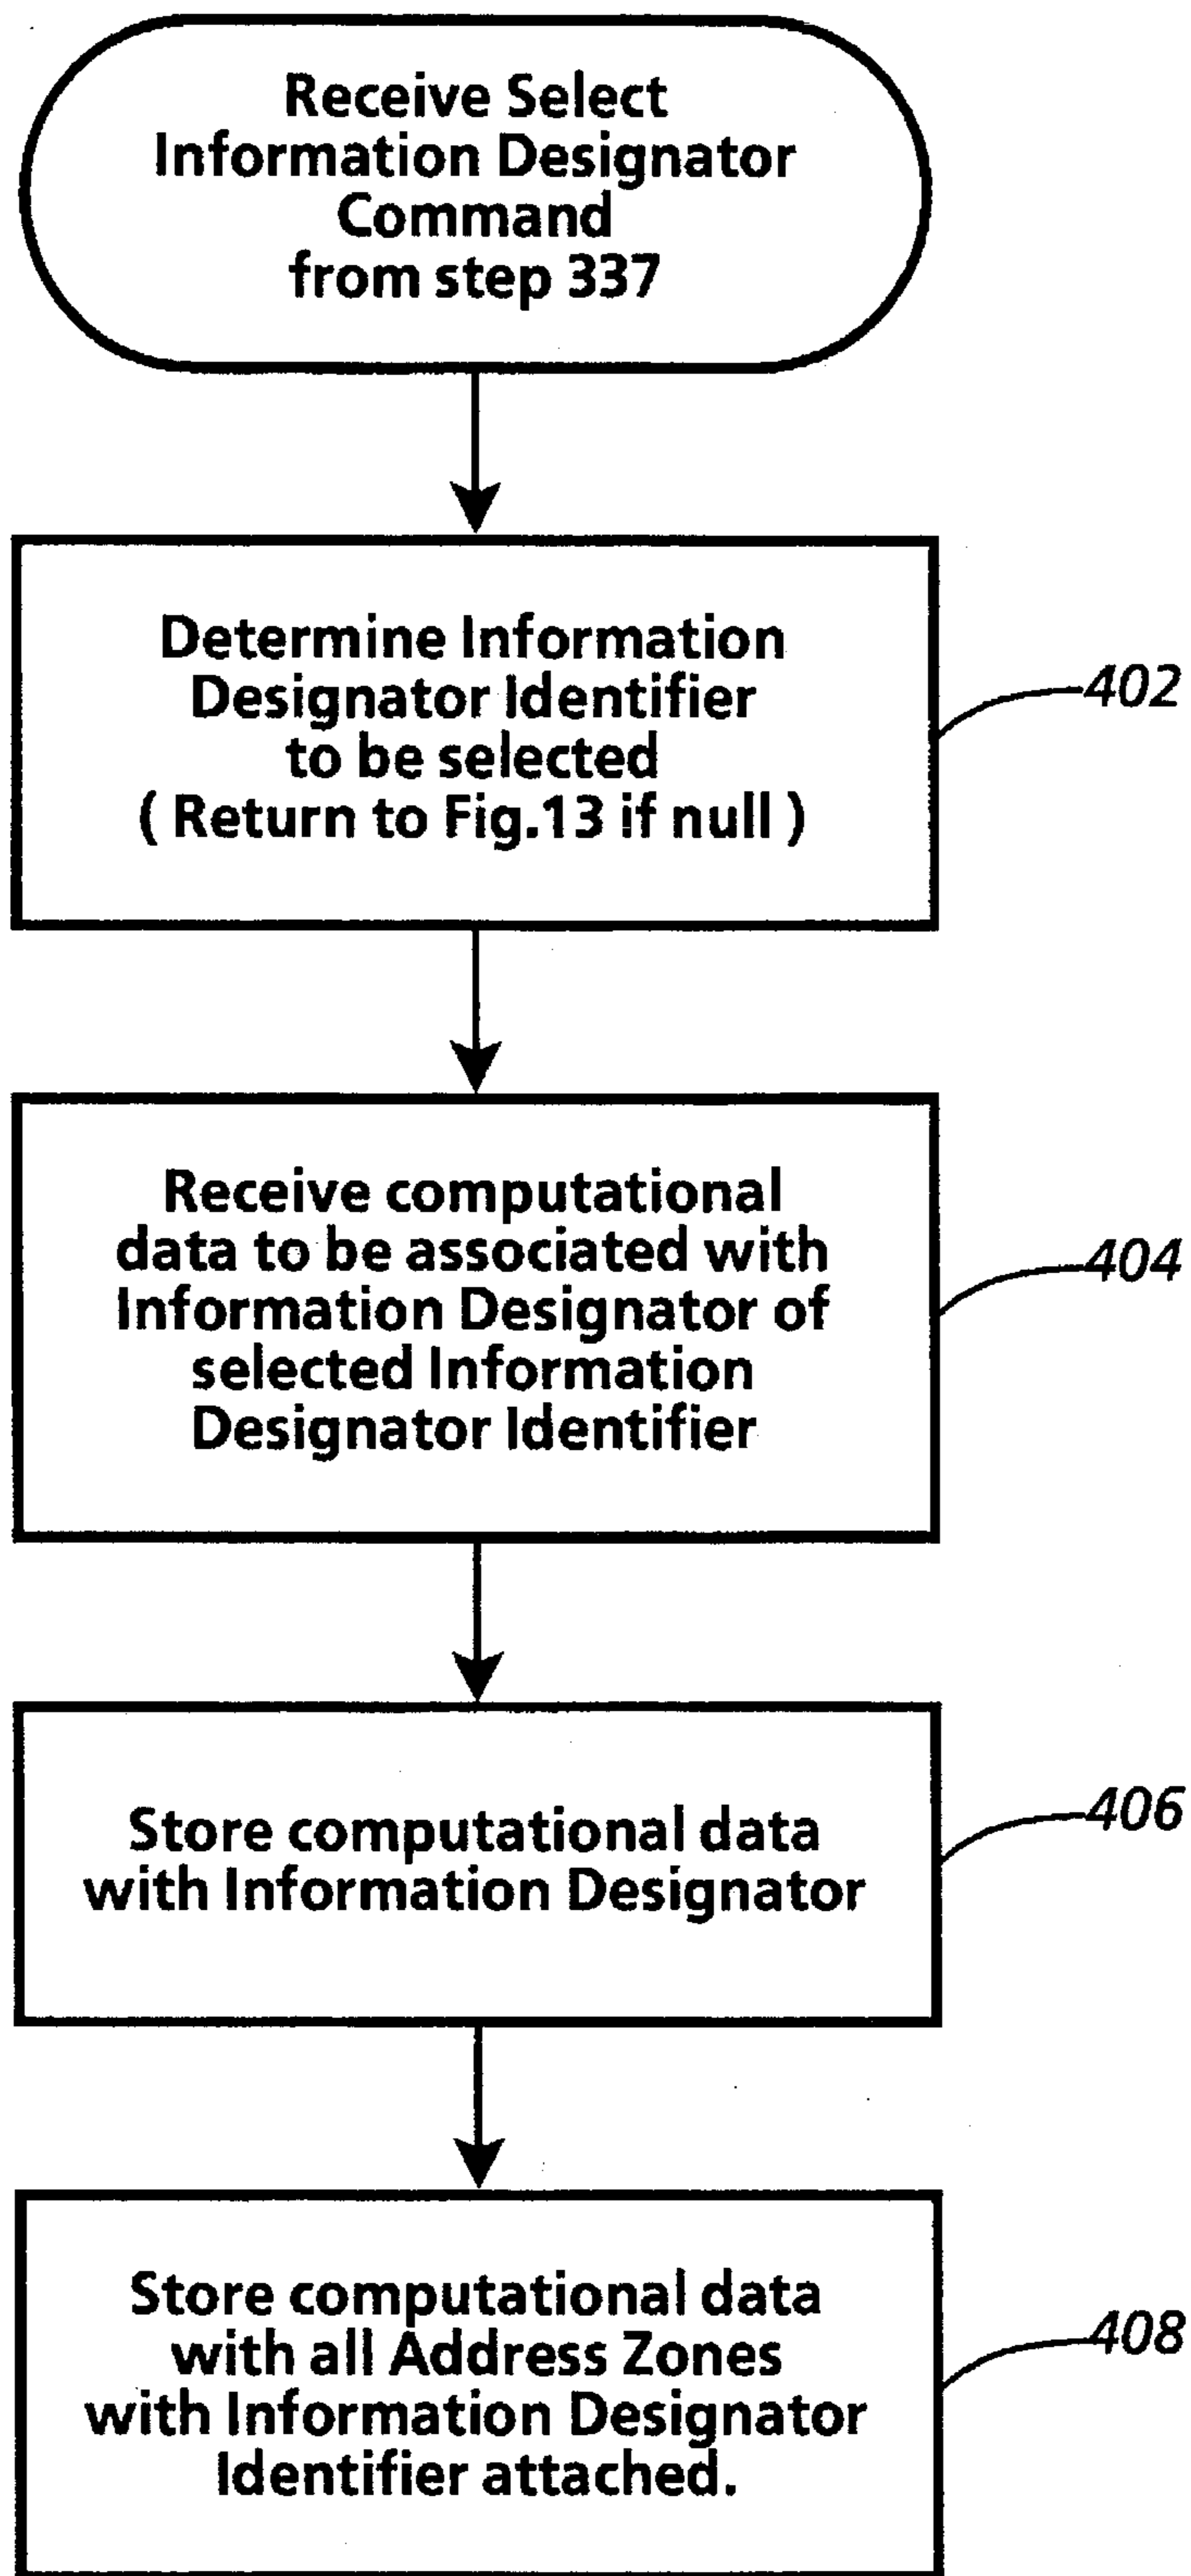 Receive Select
Information Designator
Command
from step 337
Determine Information
Designator Identifier
to be selected
( Return to Fig.13 if null )
402
Receive computational
data to be associated with
Information Designator of
selected Information
Designator Identifier
404
Store computational data
with Information Designator
406
Store computational data
with all Address Zones
with Information Designator
Identifier attached.
408